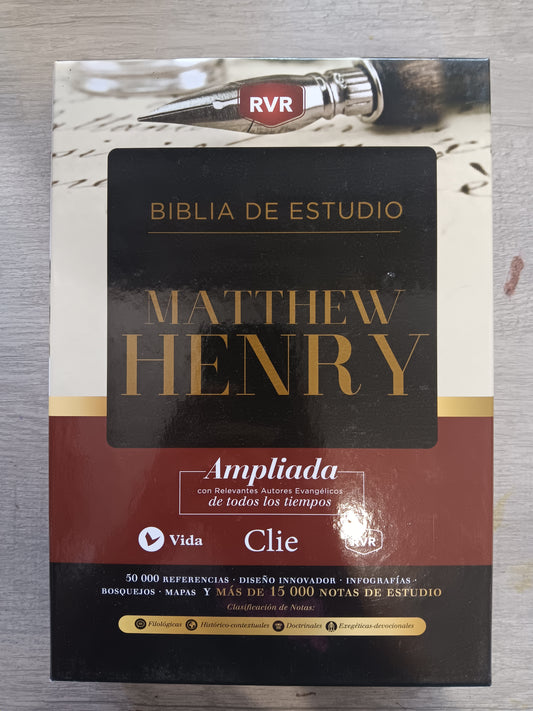 RVR
BIBLIA DE ESTUDIO
MATTHEW
HENRY
Ampliada
con Relevantes Autores Evangélicos
de todos los tiempos
Vida
Clie
RVR
50 000 REFERENCIAS · DISEÑO INNOVADOR · INFOGRAFÍAS ·
BOSQUEJOS · MAPAS Y MÁS DE 15 000 NOTAS DE ESTUDIO
Clasificación de Notas:
Filológicas Histórico-contextuales Doctrinales Exegéticas-devocionales